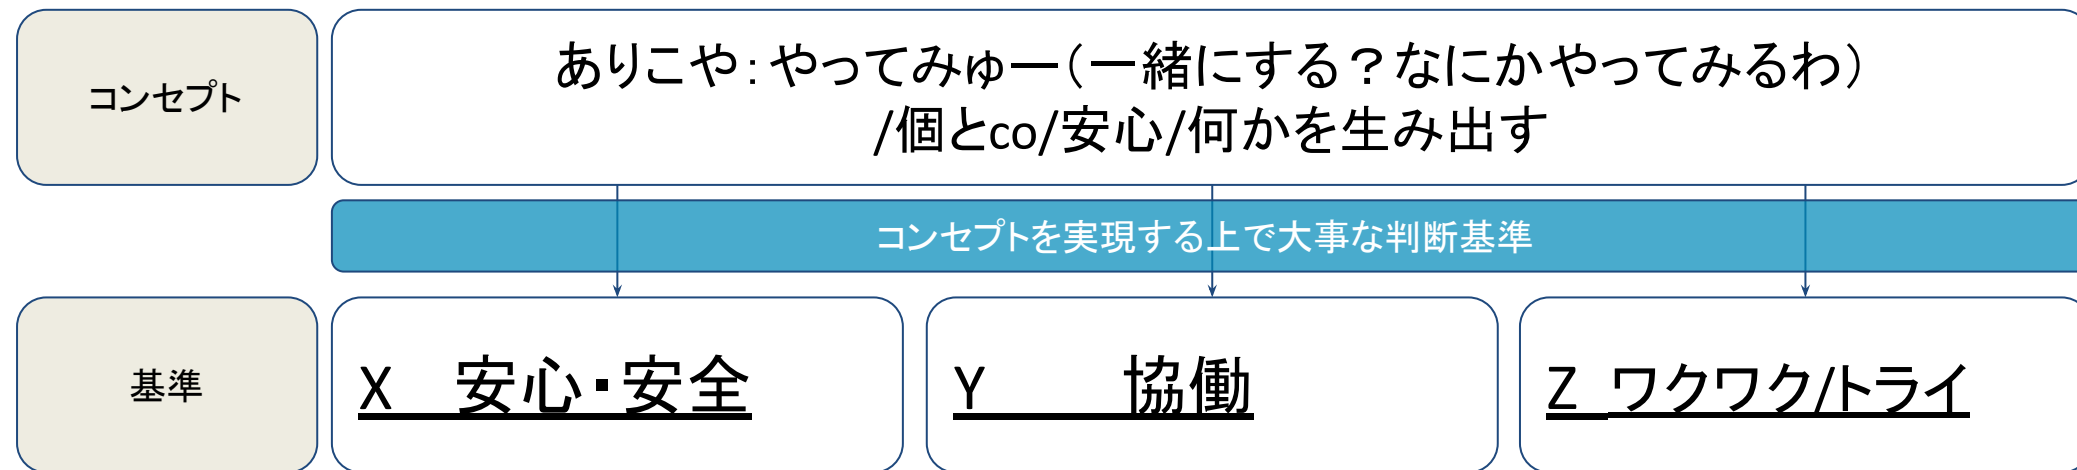 コンセプト
ありこや:やってみゅー(一緒にする?なにかやってみるわ)
/個とco/安心/何かを生み出す
コンセプトを実現する上で大事な判断基準
基準
X 安心・安全
Y 協働
Z ワクワク/トライ